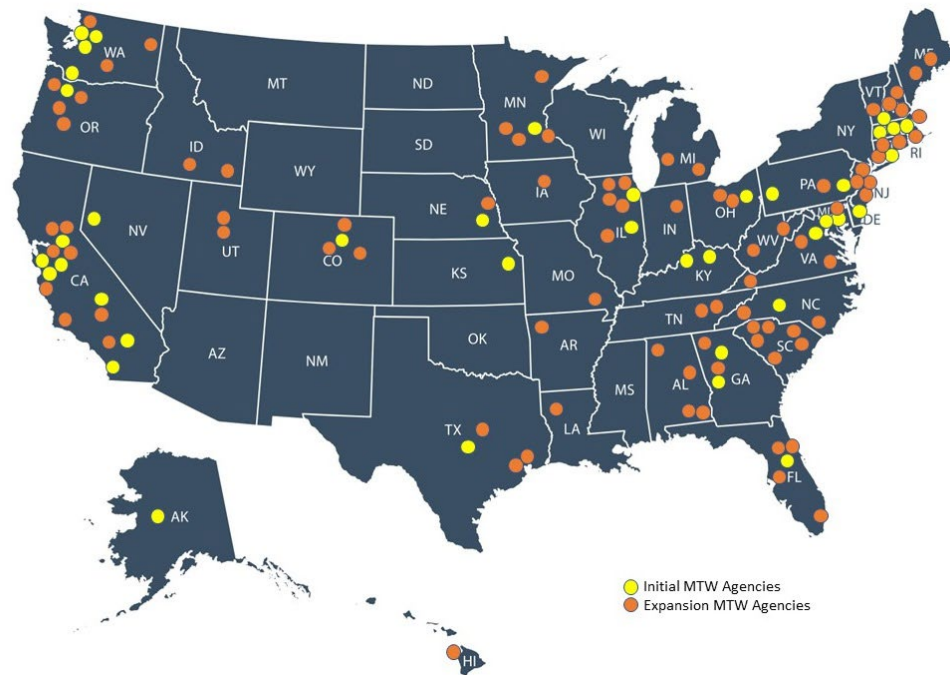 ME
WA
MT
ND
VT
MN
OR
NY
WI
SD
ID
RI
MI
WY
PA
IA
NJ
NE
OH
DE
IL
IN
WV
NV
UT
CO
VA
KS
MO
KY
CA
NC
TN
OK
AR
SC
AZ
NM
GA
AL
MS
TX
LA
FL
AK
Initial MTW Agencies
Expansion MTW Agencies
HI